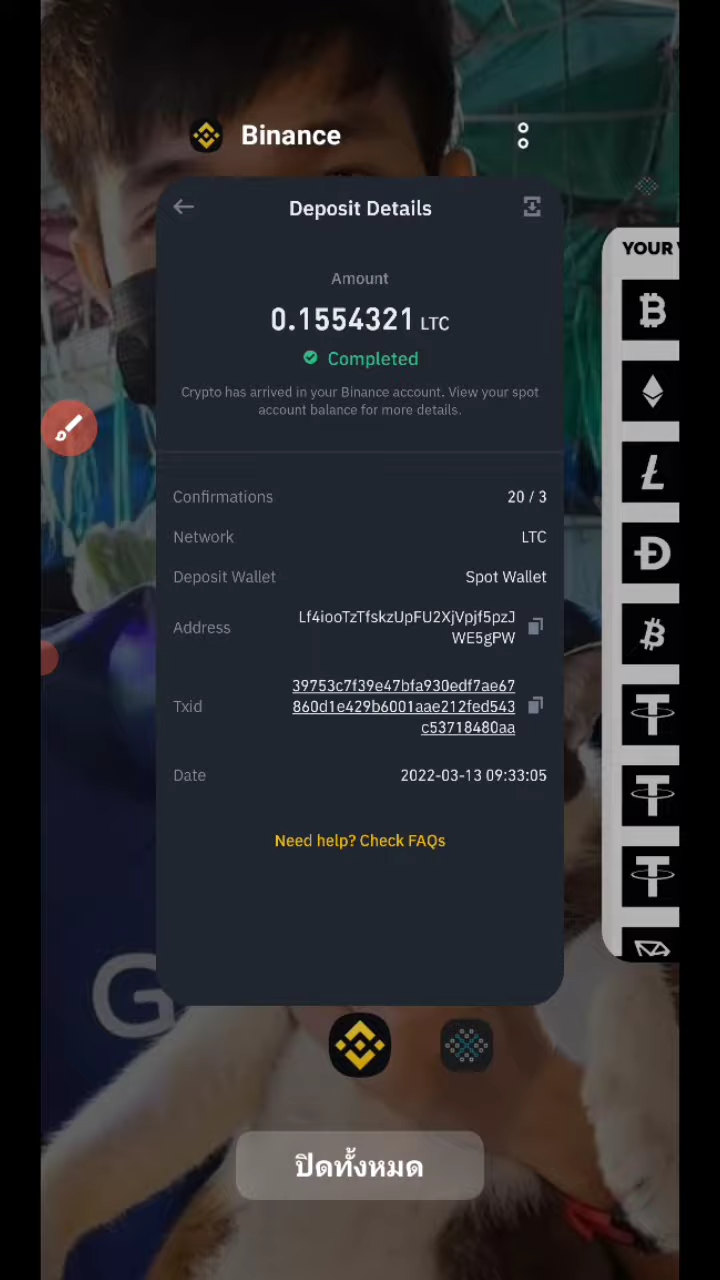 Binance
Deposit Details
Amount
0.1554321 LTC
Completed
Crypto has arrived in your Binance account. View your spot
account balance for more details.
Confirmations 20 / 3
Network LTC
Deposit Wallet Spot Wallet
Address Lf4iooTzTfskzUpFU2XjVpjf5pzJ
WE5gPW
Txid 39753c7f39e47bfa930edf7ae67
860d1e429b6001aae212fed543
c53718480aa
Date 2022-03-13 09:33:05
Need help? Check FAQs
YOUR
G
ปิดทั้งหมด